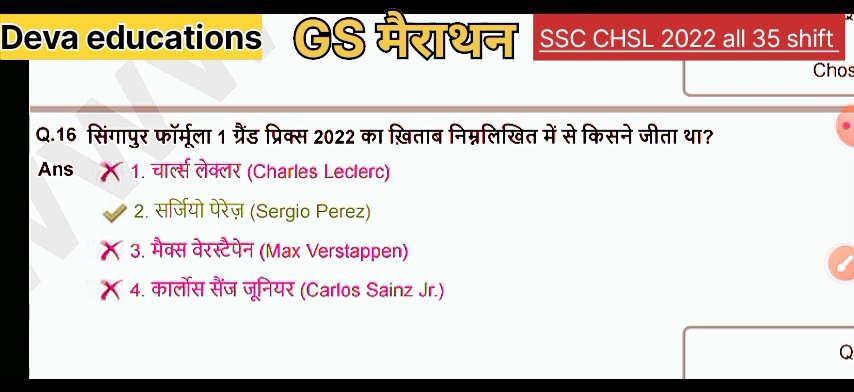 Deva educations GS मैराथन SSC CHSL 2022 all 35 shift
Chos
Q.16 सिंगापुर फॉर्मूला 1 ग्रैंड प्रिक्स 2022 का ख़िताब निम्नलिखित में से किसने जीता था?
Ans 1. चार्ल्स लेक्लर (Charles Leclerc)
2. सर्जियो पेरेज़ (Sergio Perez)
3. मैक्स वेरस्टैपेन (Max Verstappen)
4. कार्लोस सैंज जूनियर (Carlos Sainz Jr.)
Q